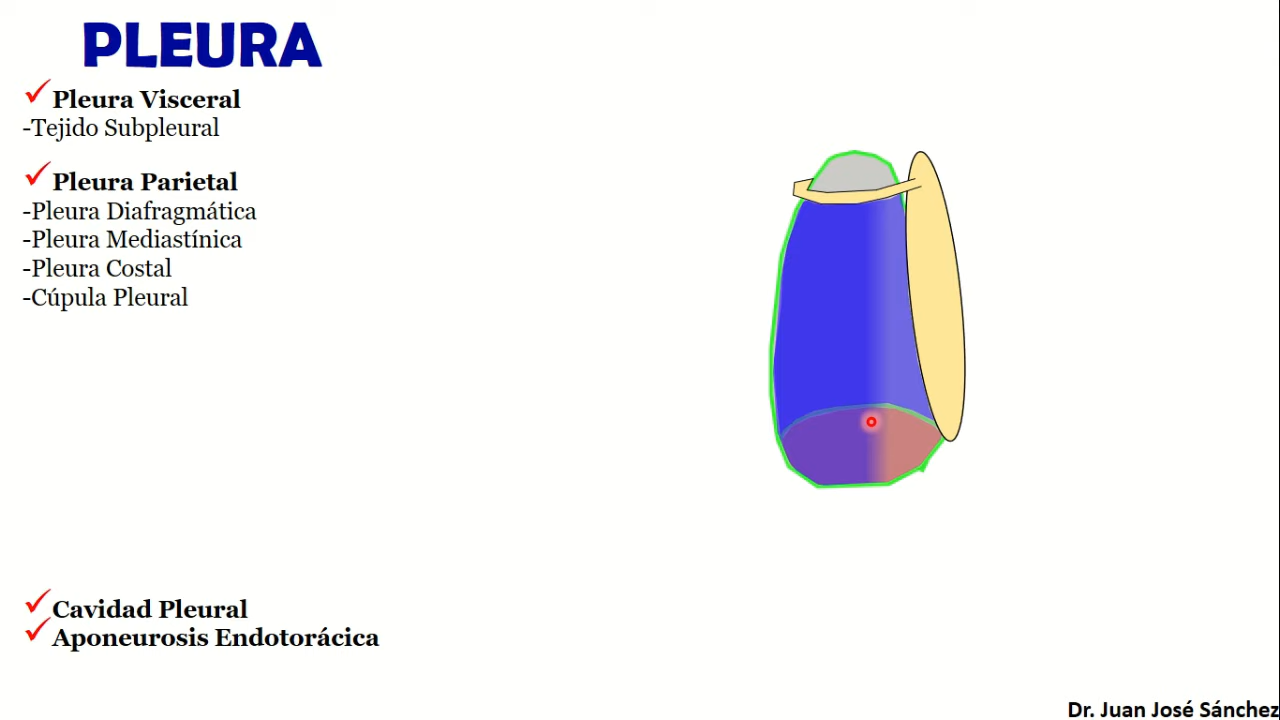 PLEURA
Pleura Visceral
-Tejido Subpleural
Pleura Parietal
-Pleura Diafragmática
-Pleura Mediastínica
-Pleura Costal
-Cúpula Pleural
Cavidad Pleural
Aponeurosis Endotorácica
Dr. Juan José Sánchez